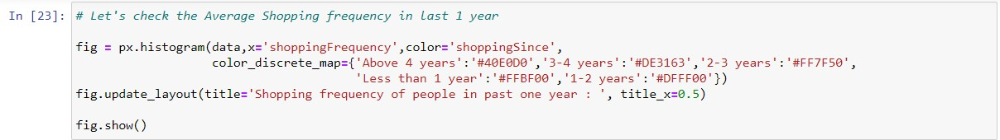 In [23]: # Let's check the Average Shopping frequency in last 1 year
fig = px.histogram(data,x='shoppingFrequency',color='shoppingSince',
color_discrete_map={'Above 4 years':'#40E0D0','3-4 years':'#DE3163','2-3 years':'#FF7F50',
'Less than 1 year':'#FFBF00','1-2 years':'#DFFF00'})
fig.update_layout(title='Shopping frequency of people in past one year : ', title_x=0.5)
fig.show()